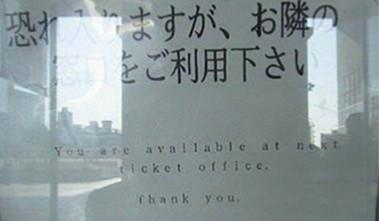 恐れ入りますが、お隣の
窓口をご利用下さい
You are available at next
ticket office.
Thank you.